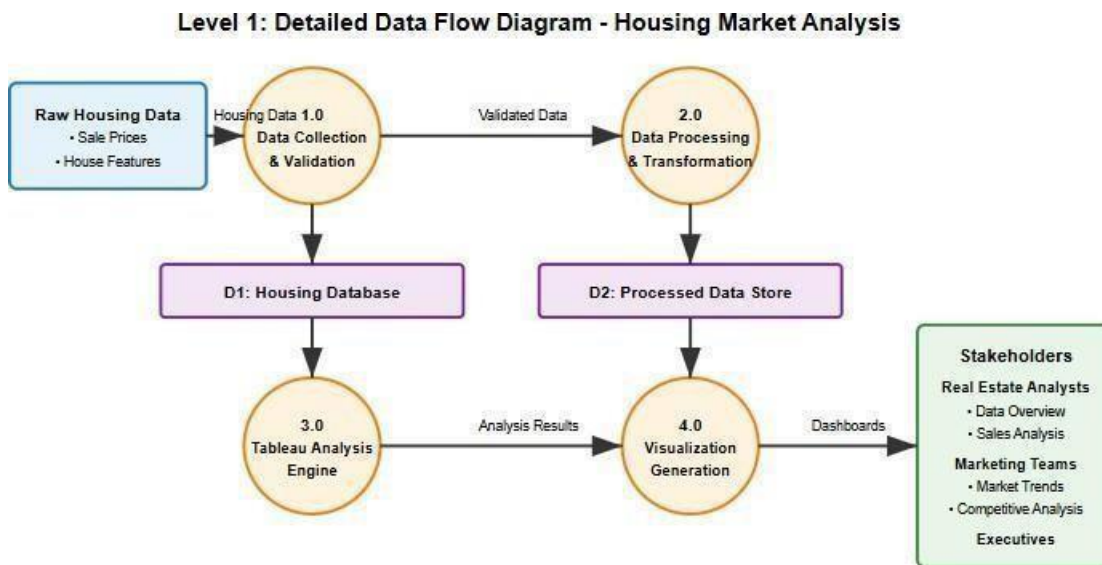 Level 1: Detailed Data Flow Diagram - Housing Market Analysis
Raw Housing Data
• Sale Prices
• House Features
Housing Data
1.0
Data Collection
& Validation
Validated Data
2.0
Data Processing
& Transformation
D1: Housing Database
D2: Processed Data Store
3.0
Tableau Analysis
Engine
Analysis Results
4.0
Visualization
Generation
Dashboards
Stakeholders
Real Estate Analysts
• Data Overview
• Sales Analysis
Marketing Teams
• Market Trends
• Competitive Analysis
Executives